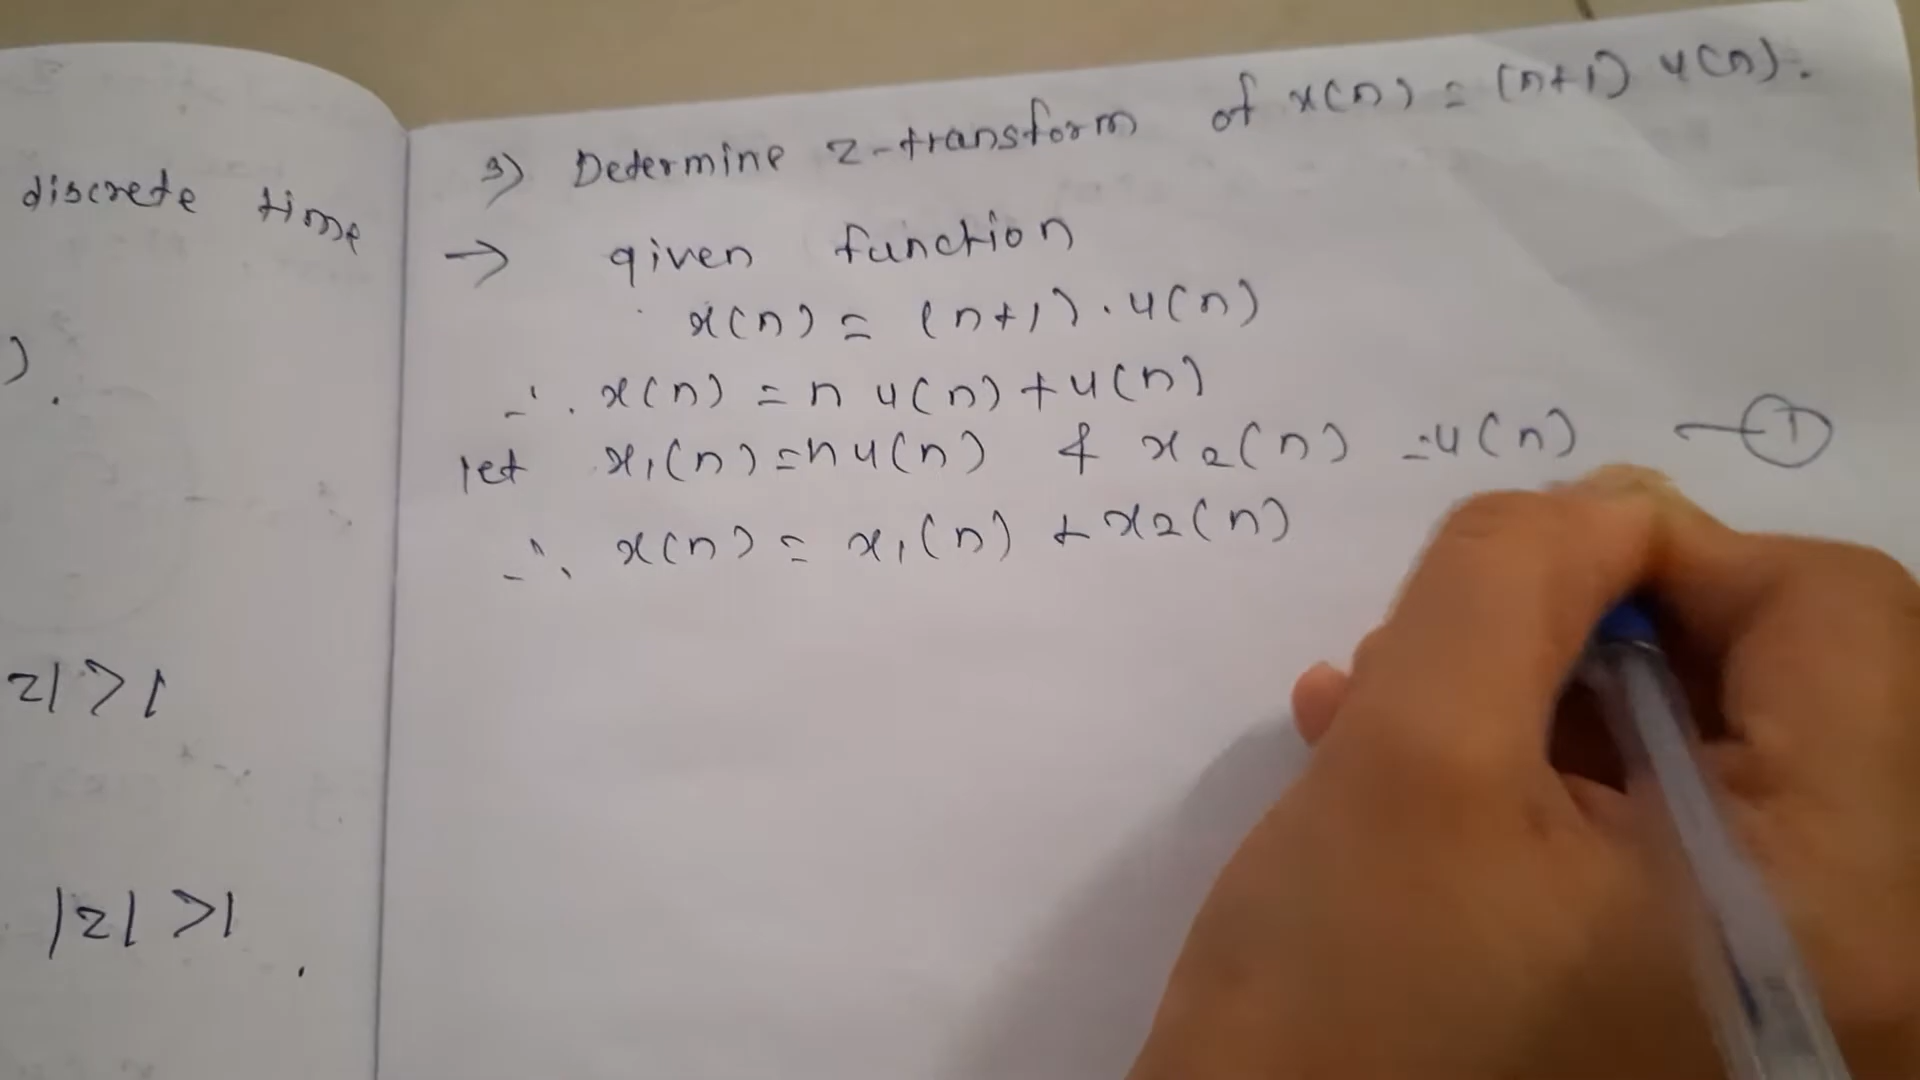 discrete time
).
z| > 1
|z| > 1.
3) Determine z-transform of x(n) = (n+1) u(n).
→ given function
x(n) = (n+1) . u(n)
∴ x(n) = n u(n) + u(n)
let x₁(n) = n u(n) & x₂(n) = u(n) — ①
∴ x(n) = x₁(n) + x₂(n)